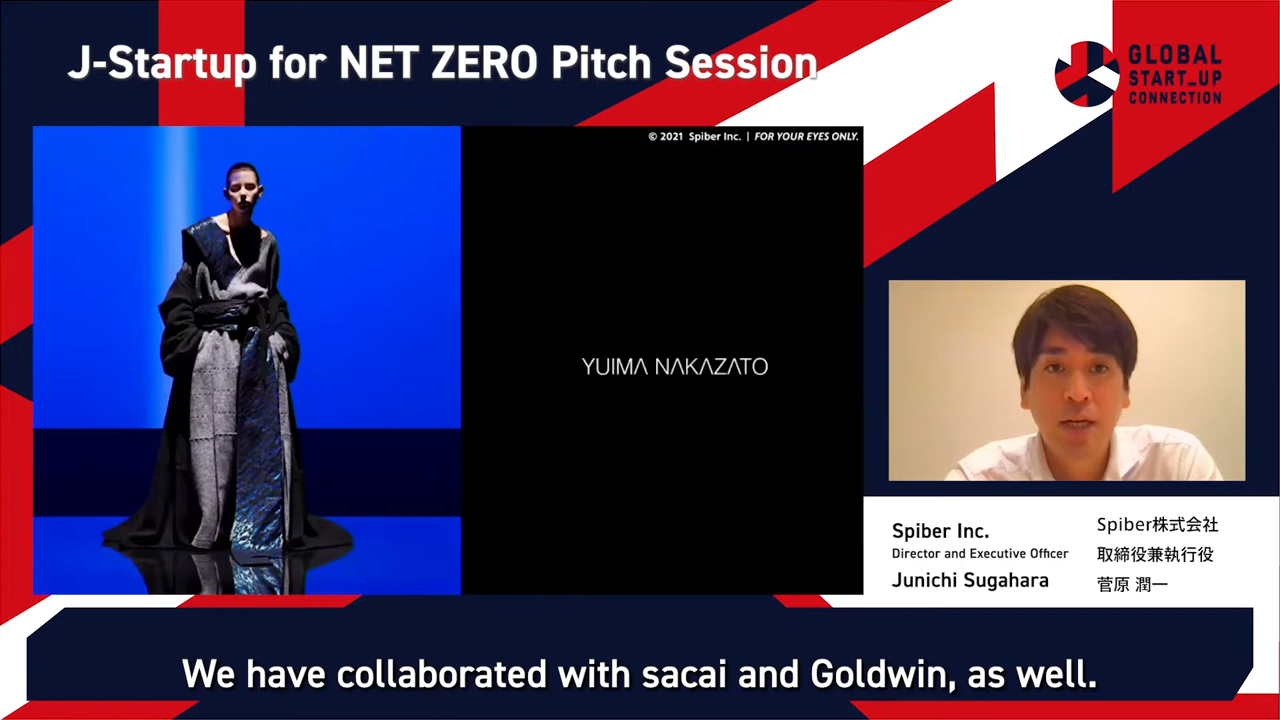 J-Startup for NET ZERO Pitch Session
GLOBAL
START_UP
CONNECTION
© 2021 Spiber Inc. | FOR YOUR EYES ONLY.
YUIMA NAKAZATO
Spiber Inc.
Director and Executive Officer
Junichi Sugahara
Spiber株式会社
取締役兼執行役
菅原 潤一
We have collaborated with sacai and Goldwin, as well.